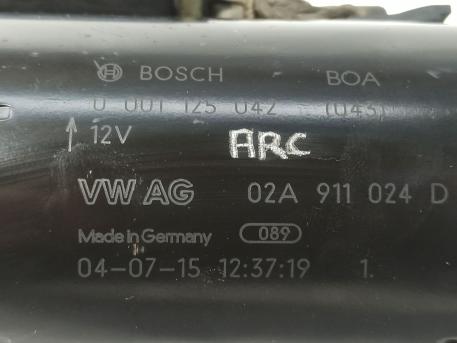 BOSCH BOA
0 001 125 042 (043)
↑ 12V ARC
VW AG 02A 911 024 D
Made in Germany 089
04-07-15 12:37:19 1.